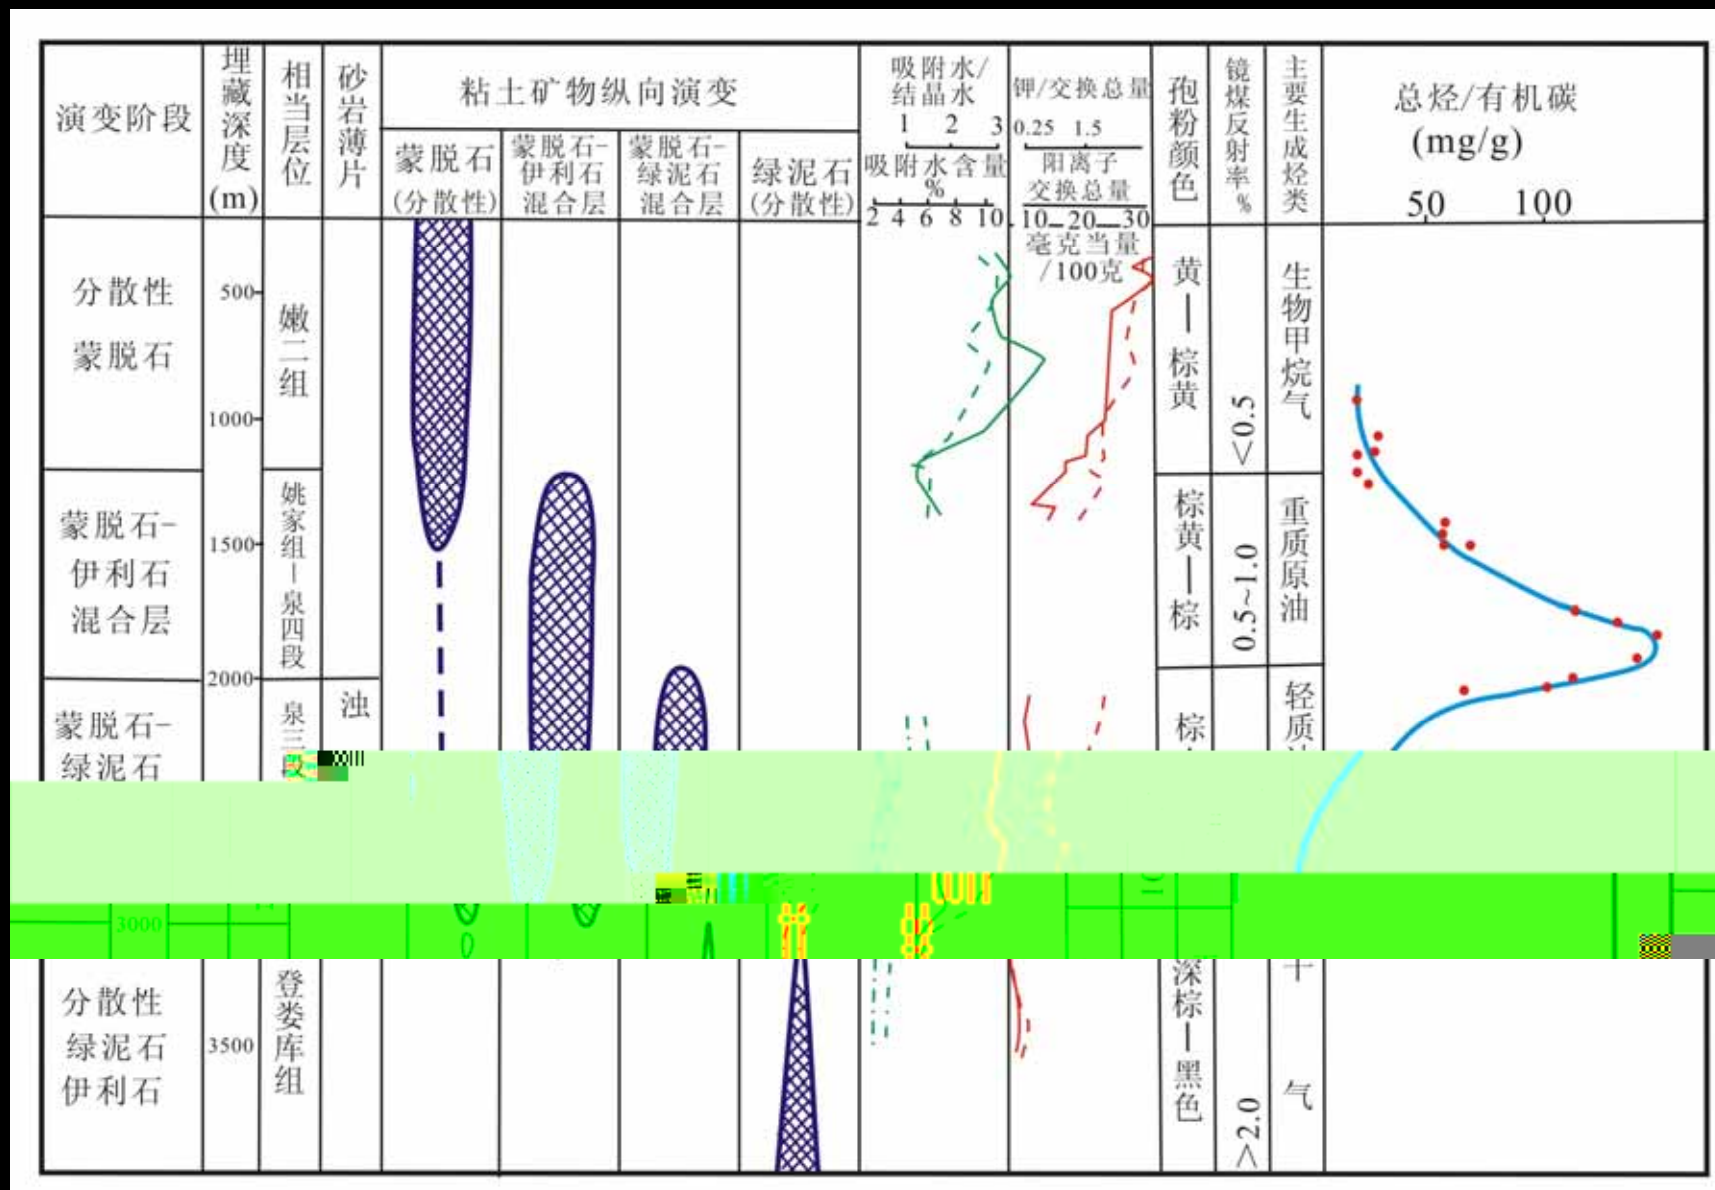 演变阶段
埋藏深度(m)
相当层位
砂岩薄片
粘土矿物纵向演变
蒙脱石
(分散性)
蒙脱石-
伊利石
混合层
蒙脱石-
绿泥石
混合层
绿泥石
(分散性)
吸附水/
结晶水
1 2 3
吸附水含量
%
2 4 6 8 10
钾/交换总量
0.25 1.5
阳离子
交换总量
10 20 30
毫克当量
/100克
孢粉颜色
镜煤反射率%
主要生成烃类
总烃/有机碳
(mg/g)
50 100
分散性
蒙脱石
500
1000
嫩二组
黄—棕黄
<0.5
生物甲烷气
蒙脱石-
伊利石
混合层
1500
2000
姚家组—泉四段
棕黄—棕
0.5~1.0
重质原油
蒙脱石-
绿泥石
泉三段
浊
棕
轻质
3000
分散性
绿泥石
伊利石
3500
登娄库组
深棕—黑色
>2.0
干
气